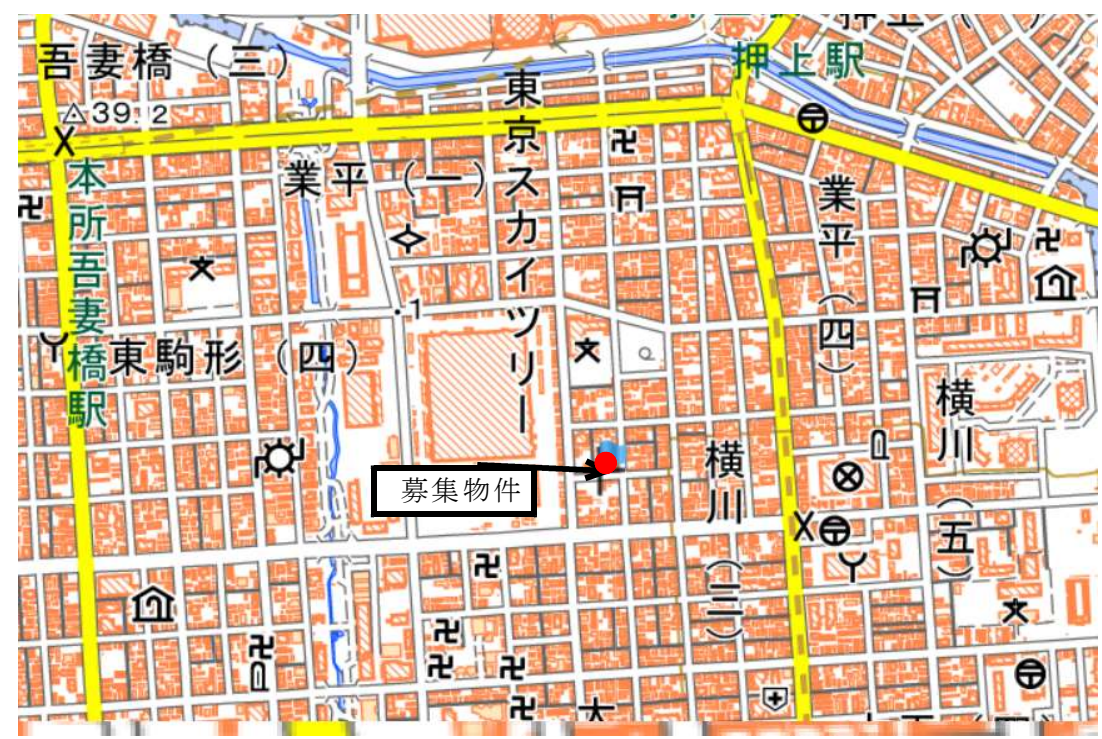 吾妻橋(三)
押上駅
39.2
東京スカイツリー
業平(一)
本所吾妻橋駅
業平(四)
.1
東駒形(四)
横川(五)
横川(三)
募集物件